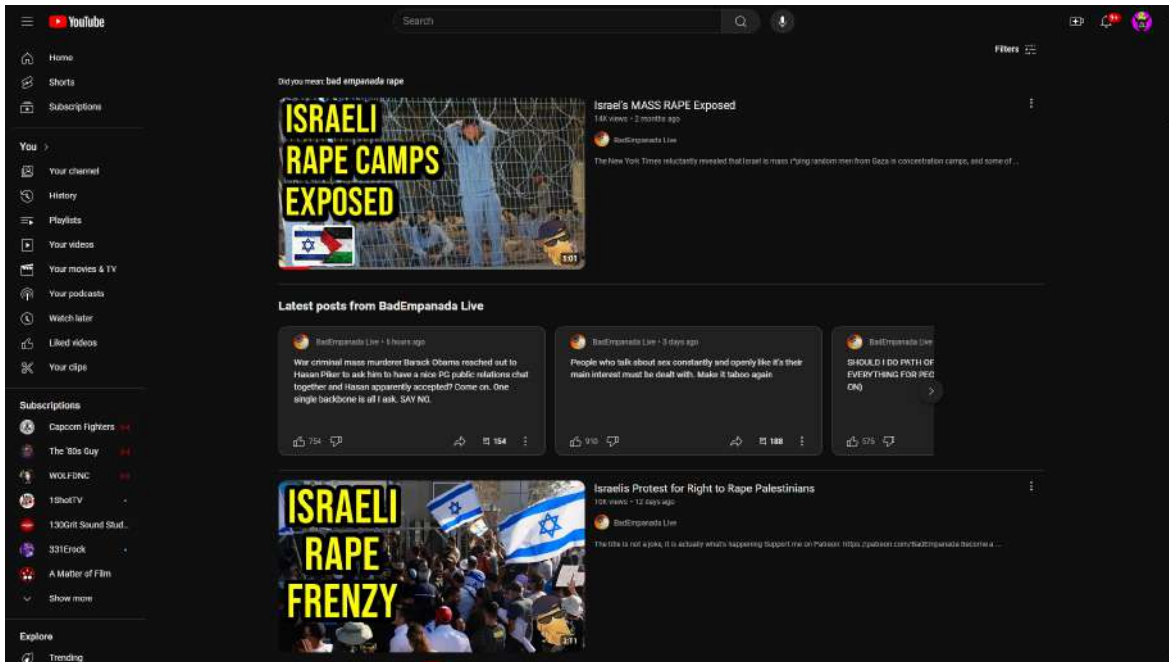 YouTube
Search
9+
Home
Shorts
Subscriptions
You
Your channel
History
Playlists
Your videos
Your movies & TV
Your podcasts
Watch later
Liked videos
Your clips
Subscriptions
Capcom Fighters
The '80s Guy
WOLFDNC
1ShotTV
130Grit Sound Stud...
331Erock
A Matter of Film
Show more
Explore
Trending
Filters
Did you mean: bad empanada rape
ISRAELI
RAPE CAMPS
EXPOSED
5:01
Israel's MASS RAPE Exposed
14K views • 2 months ago
BadEmpanada Live
The New York Times reluctantly revealed that Israel is mass r*ping random men from Gaza in concentration camps, and some of ...
Latest posts from BadEmpanada Live
BadEmpanada Live • 6 hours ago
War criminal mass murderer Barack Obama reached out to
Hasan Piker to ask him to have a nice PG public relations chat
together and Hasan apparently accepted? Come on. One
single backbone is all I ask. SAY NO.
754
154
BadEmpanada Live • 3 days ago
People who talk about sex constantly and openly like it's their
main interest must be dealt with. Make it taboo again
910
188
BadEmpanada Live
SHOULD I DO PATH OF
EVERYTHING FOR PEO
ON)
575
ISRAELI
RAPE
FRENZY
Israelis Protest for Right to Rape Palestinians
views • 12 days ago
BadEmpanada Live
The title is not a joke, it is actually what's happening Support me on Patreon: https://patreon.com/BadEmpanada Become a ...